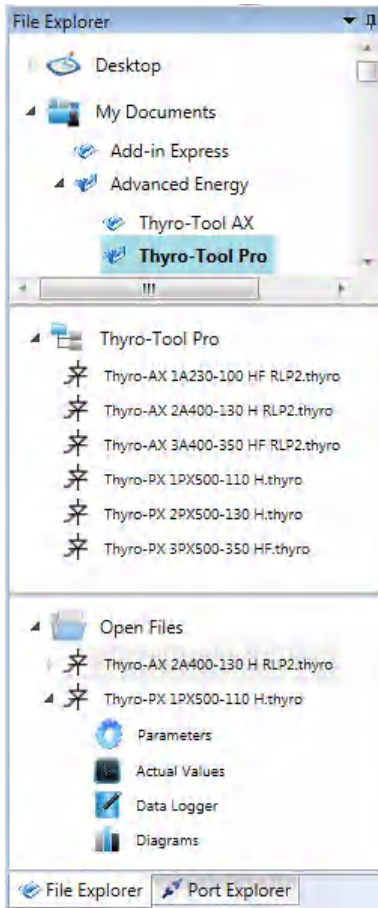 File Explorer
Desktop
My Documents
Add-in Express
Advanced Energy
Thyro-Tool AX
Thyro-Tool Pro
Thyro-Tool Pro
Thyro-AX 1A230-100 HF RLP2.thyro
Thyro-AX 2A400-130 H RLP2.thyro
Thyro-AX 3A400-350 HF RLP2.thyro
Thyro-PX 1PX500-110 H.thyro
Thyro-PX 2PX500-130 H.thyro
Thyro-PX 3PX500-350 HF.thyro
Open Files
Thyro-AX 2A400-130 H RLP2.thyro
Thyro-PX 1PX500-110 H.thyro
Parameters
Actual Values
Data Logger
Diagrams
File Explorer Port Explorer